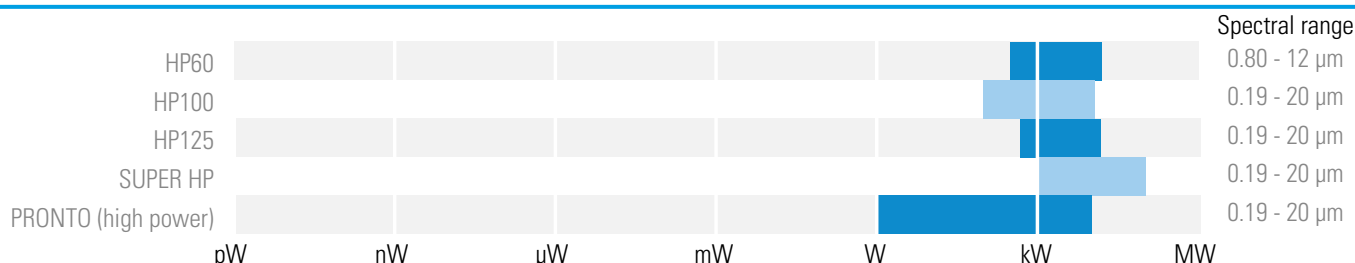 Spectral range
HP60 0.80 - 12 µm
HP100 0.19 - 20 µm
HP125 0.19 - 20 µm
SUPER HP 0.19 - 20 µm
PRONTO (high power) 0.19 - 20 µm
pW nW µW mW W kW MW